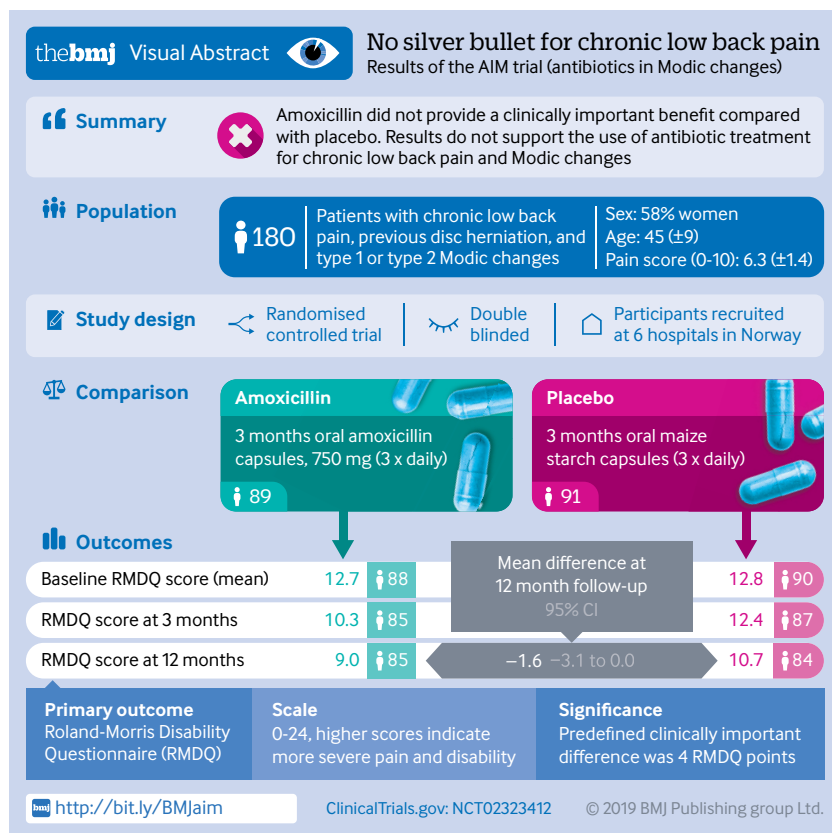 thebmj Visual Abstract
No silver bullet for chronic low back pain
Results of the AIM trial (antibiotics in Modic changes)
Summary
Amoxicillin did not provide a clinically important benefit compared
with placebo. Results do not support the use of antibiotic treatment
for chronic low back pain and Modic changes
Population
180
Patients with chronic low back
pain, previous disc herniation, and
type 1 or type 2 Modic changes
Sex: 58% women
Age: 45 (±9)
Pain score (0-10): 6.3 (±1.4)
Study design
Randomised
controlled trial
Double
blinded
Participants recruited
at 6 hospitals in Norway
Comparison
Amoxicillin
3 months oral amoxicillin
capsules, 750 mg (3 x daily)
89
Placebo
3 months oral maize
starch capsules (3 x daily)
91
Outcomes
Mean difference at
12 month follow-up
95% CI
Baseline RMDQ score (mean) 12.7 88 12.8 90
RMDQ score at 3 months 10.3 85 12.4 87
RMDQ score at 12 months 9.0 85 −1.6 −3.1 to 0.0 10.7 84
Primary outcome
Roland-Morris Disability
Questionnaire (RMDQ)
Scale
0-24, higher scores indicate
more severe pain and disability
Significance
Predefined clinically important
difference was 4 RMDQ points
bmj http://bit.ly/BMJaim
ClinicalTrials.gov: NCT02323412
© 2019 BMJ Publishing group Ltd.